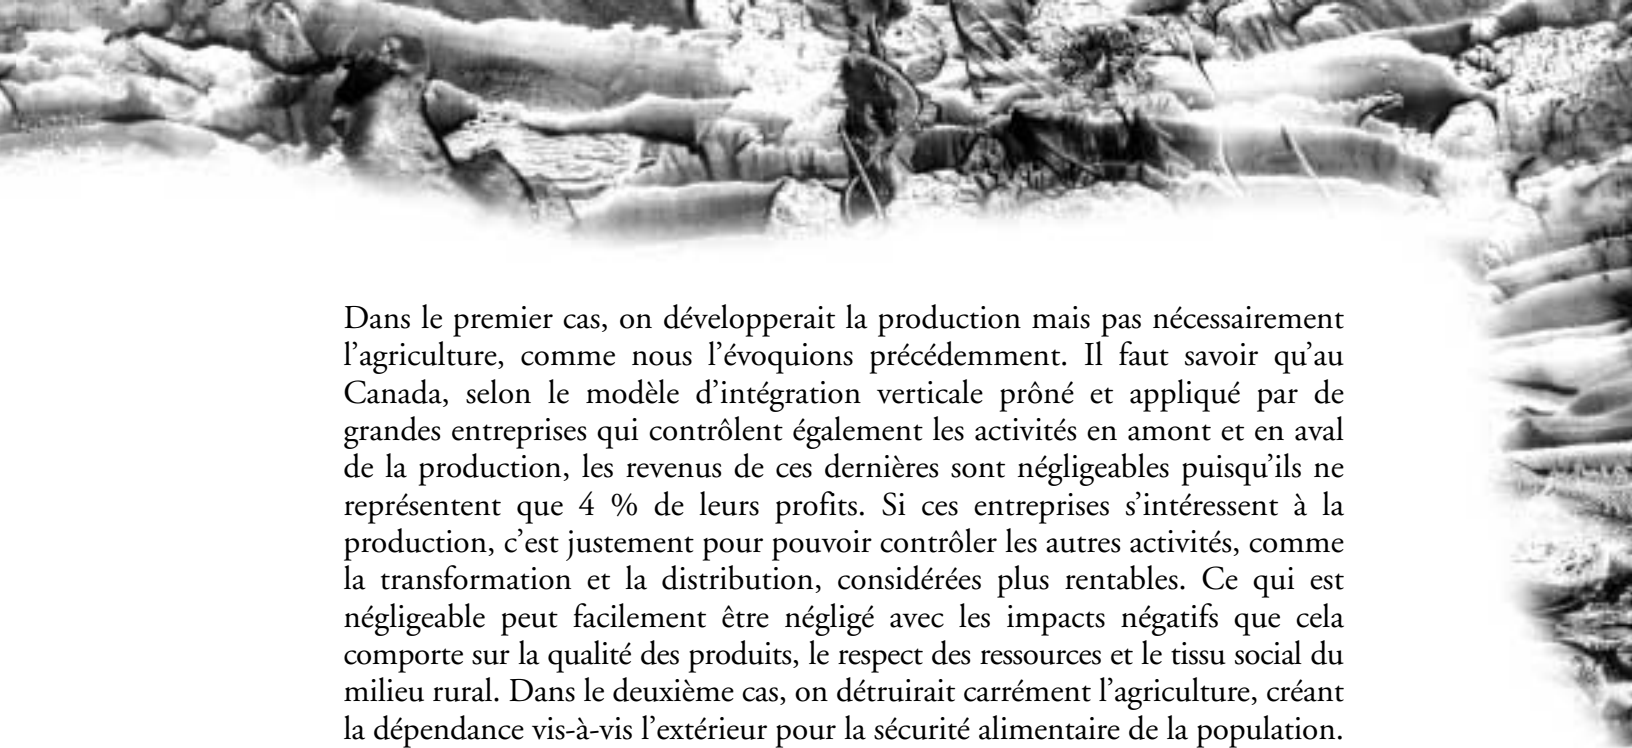 Dans le premier cas, on développerait la production mais pas nécessairement
l’agriculture, comme nous l’évoquions précédemment. Il faut savoir qu’au
Canada, selon le modèle d’intégration verticale prôné et appliqué par de
grandes entreprises qui contrôlent également les activités en amont et en aval
de la production, les revenus de ces dernières sont négligeables puisqu’ils ne
représentent que 4 % de leurs profits. Si ces entreprises s’intéressent à la
production, c’est justement pour pouvoir contrôler les autres activités, comme
la transformation et la distribution, considérées plus rentables. Ce qui est
négligeable peut facilement être négligé avec les impacts négatifs que cela
comporte sur la qualité des produits, le respect des ressources et le tissu social du
milieu rural. Dans le deuxième cas, on détruirait carrément l’agriculture, créant
la dépendance vis-à-vis l’extérieur pour la sécurité alimentaire de la population.